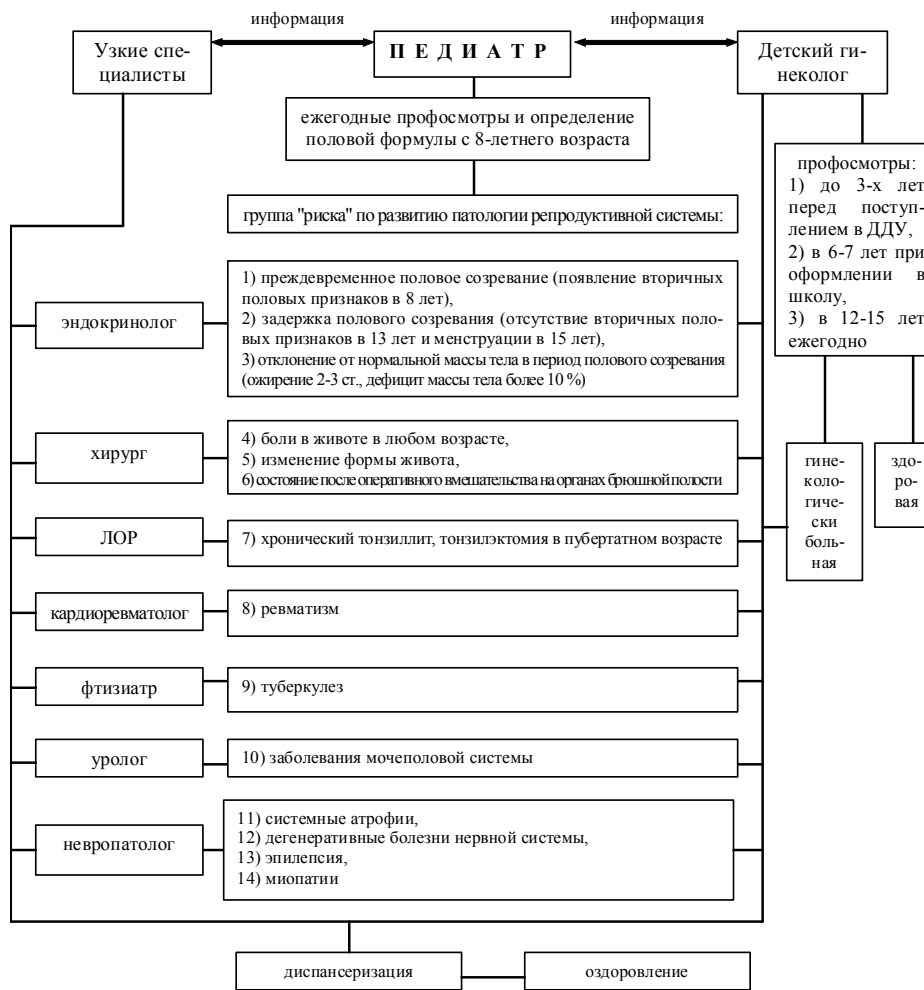 информация
информация
Узкие спе-
циалисты
ПЕДИАТР
Детский ги-
неколог
ежегодные профосмотры и определение
половой формулы с 8-летнего возраста
профосмотры:
1) до 3-х лет
перед поступ-
лением в ДДУ,
2) в 6-7 лет при
оформлении в
школу,
3) в 12-15 лет
ежегодно
группа "риска" по развитию патологии репродуктивной системы:
эндокринолог
1) преждевременное половое созревание (появление вторичных
половых признаков в 8 лет),
2) задержка полового созревания (отсутствие вторичных поло-
вых признаков в 13 лет и менструации в 15 лет),
3) отклонение от нормальной массы тела в период полового созревания
(ожирение 2-3 ст., дефицит массы тела более 10 %)
хирург
4) боли в животе в любом возрасте,
5) изменение формы живота,
6) состояние после оперативного вмешательства на органах брюшной полости
гине-
коло-
гиче-
ски
боль-
ная
здо-
ро-
вая
ЛОР
7) хронический тонзиллит, тонзилэктомия в пубертатном возрасте
кардиоревматолог
8) ревматизм
фтизиатр
9) туберкулез
уролог
10) заболевания мочеполовой системы
невропатолог
11) системные атрофии,
12) дегенеративные болезни нервной системы,
13) эпилепсия,
14) миопатии
диспансеризация
оздоровление